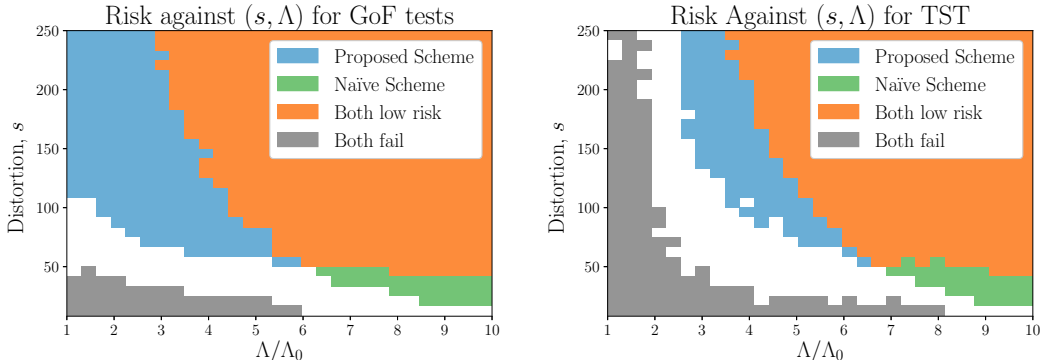 Risk against (s, Λ) for GoF tests
250
200
150
100
50
Distortion, s
1 2 3 4 5 6 7 8 9 10
Λ/Λ₀
Proposed Scheme
Naïve Scheme
Both low risk
Both fail
Risk Against (s, Λ) for TST
250
200
150
100
50
Distortion, s
1 2 3 4 5 6 7 8 9 10
Λ/Λ₀
Proposed Scheme
Naïve Scheme
Both low risk
Both fail